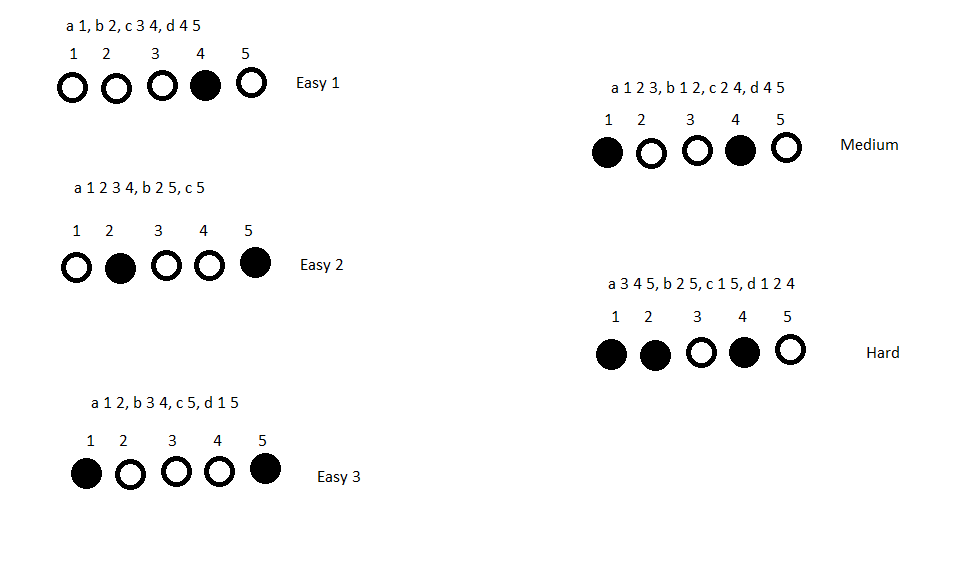 a 1, b 2, c 3 4, d 4 5
1 2 3 4 5
Easy 1
a 1 2 3 4, b 2 5, c 5
1 2 3 4 5
Easy 2
a 1 2, b 3 4, c 5, d 1 5
1 2 3 4 5
Easy 3
a 1 2 3, b 1 2, c 2 4, d 4 5
1 2 3 4 5
Medium
a 3 4 5, b 2 5, c 1 5, d 1 2 4
1 2 3 4 5
Hard